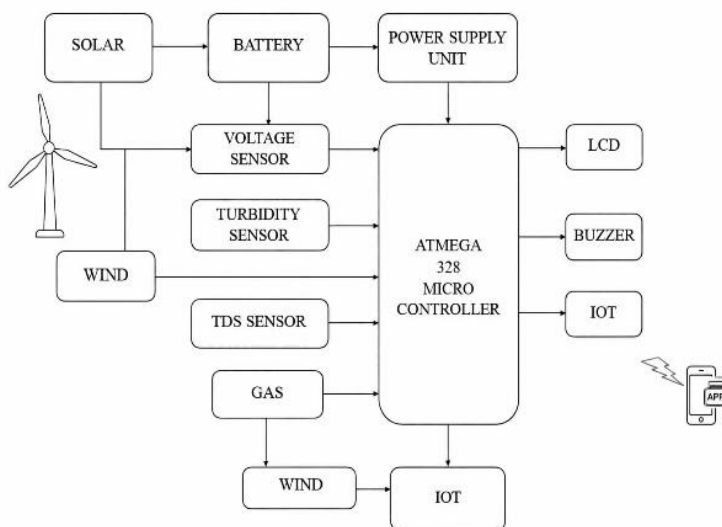 SOLAR
BATTERY
POWER SUPPLY
UNIT
VOLTAGE
SENSOR
LCD
TURBIDITY
SENSOR
ATMEGA
328
MICRO
CONTROLLER
BUZZER
WIND
TDS SENSOR
IOT
GAS
APP
WIND
IOT